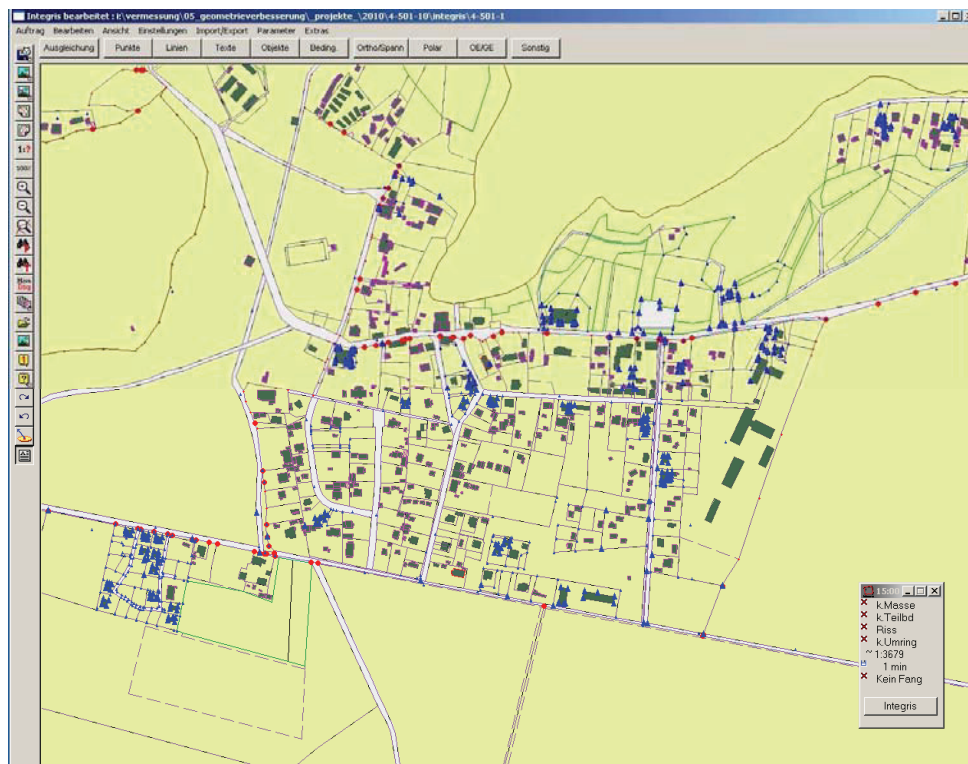 Integris bearbeitet : k:\vermessung\05_geometrieverbesserung\_projekte_\2010\4-501-10\integris\4-501-1
Auftrag Bearbeiten Ansicht Einstellungen Import/Export Parameter Extras
Ausgleichung Punkte Linien Texte Objekte Beding. Ortho/Spann Polar OE/GE Sonstig
1:?
15:00
k.Masse
k.Teilbd
Riss
k.Umring
~ 1:3679
1 min
Kein Fang
Integris